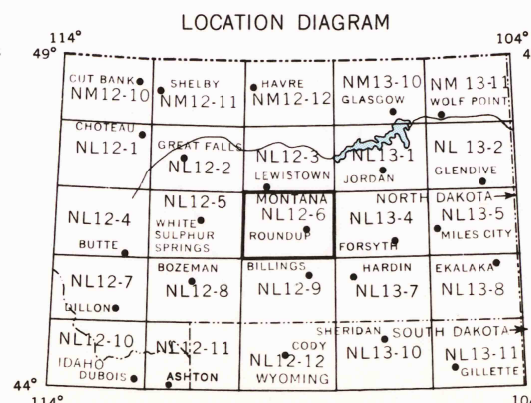 LOCATION DIAGRAM
114° 104°
49°
CUT BANK SHELBY HAVRE NM13-10 NM 13-11
NM12-10 NM12-11 NM12-12 GLASGOW WOLF POINT
CHOTEAU
NL12-1 GREAT FALLS NL12-3 NL13-1 NL 13-2
NL12-2 LEWISTOWN JORDAN GLENDIVE
NL12-5 MONTANA NORTH DAKOTA
NL12-4 WHITE NL12-6 NL13-4 NL13-5
SULPHUR ROUNDUP MILES CITY
BUTTE SPRINGS FORSYTH
BOZEMAN BILLINGS HARDIN EKALAKA
NL12-7 NL12-8 NL12-9 NL13-7 NL13-8
DILLON
SHERIDAN SOUTH DAKOTA
NL12-10 NL12-11 CODY NL13-10 NL13-11
IDAHO NL12-12
DUBOIS ASHTON WYOMING GILLETTE
44°
114°